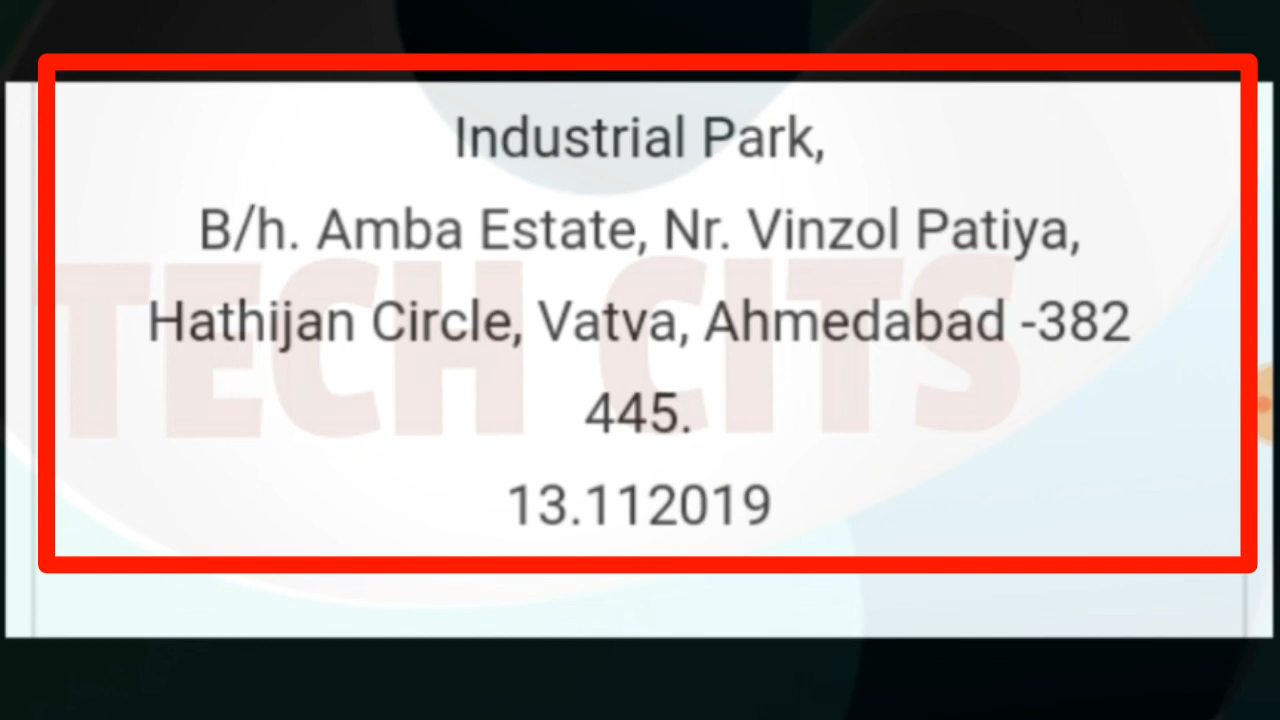 Industrial Park,
B/h. Amba Estate, Nr. Vinzol Patiya,
TECH CITS
Hathijan Circle, Vatva, Ahmedabad -382
445.
13.112019